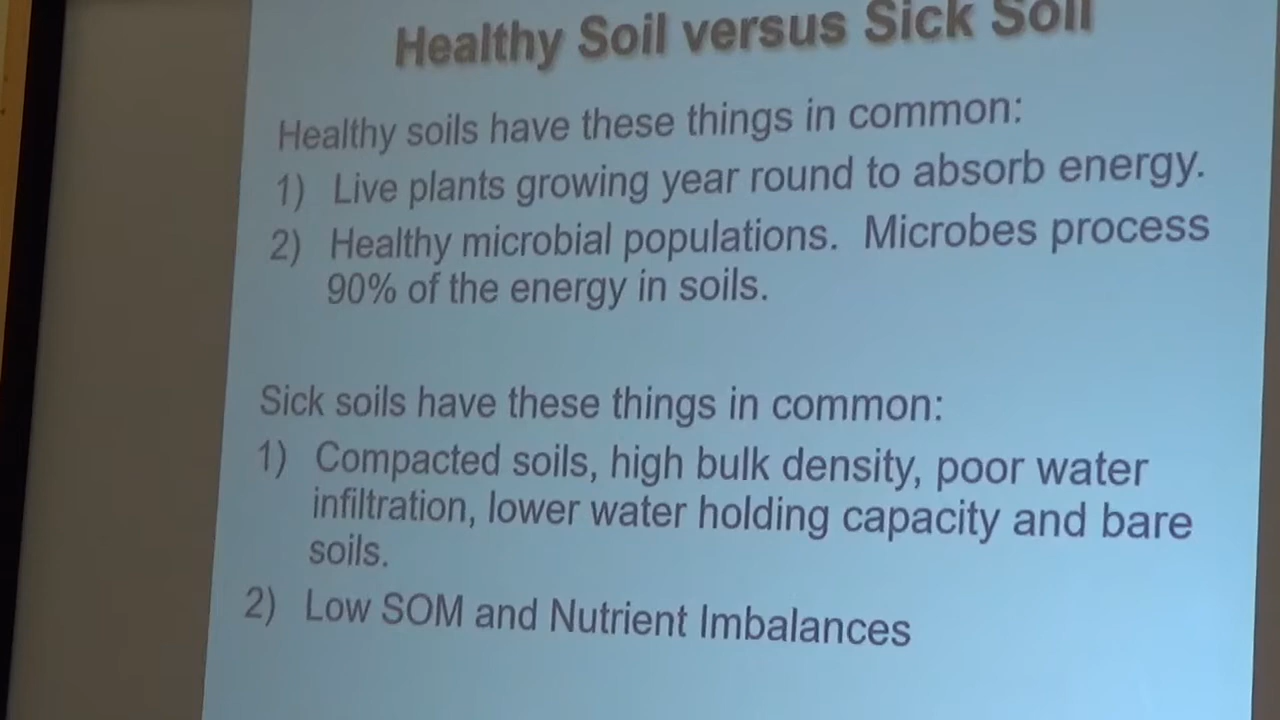 Healthy Soil versus Sick Soil
Healthy soils have these things in common:
1) Live plants growing year round to absorb energy.
2) Healthy microbial populations. Microbes process
90% of the energy in soils.
Sick soils have these things in common:
1) Compacted soils, high bulk density, poor water
infiltration, lower water holding capacity and bare
soils.
2) Low SOM and Nutrient Imbalances